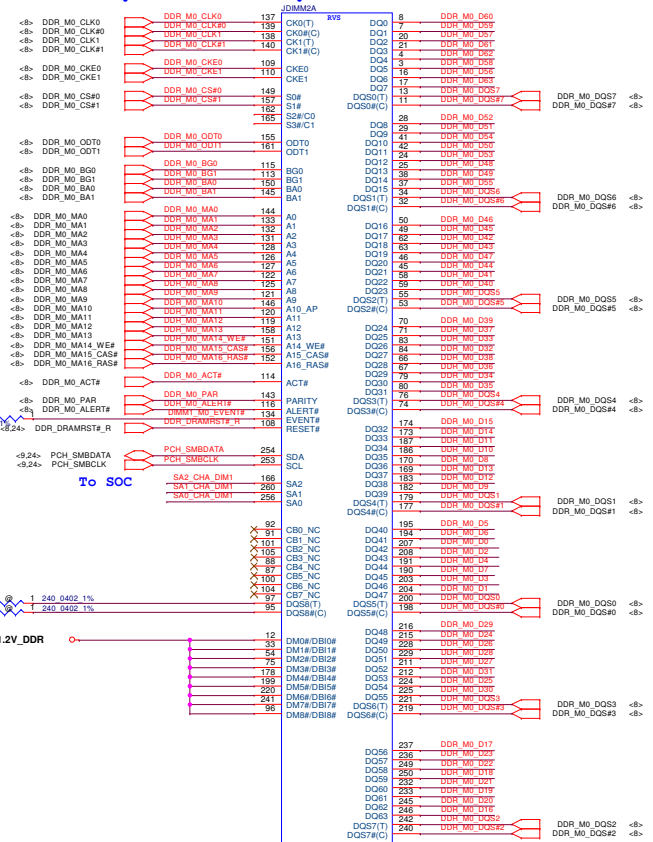 JDIMM2A
RVS
<8> DDR_M0_CLK0 DDR_M0_CLK0 137 CK0(T)
<8> DDR_M0_CLK#0 DDR_M0_CLK#0 139 CK0#(C)
<8> DDR_M0_CLK1 DDR_M0_CLK1 138 CK1(T)
<8> DDR_M0_CLK#1 DDR_M0_CLK#1 140 CK1#(C)
<8> DDR_M0_CKE0 DDR_M0_CKE0 109 CKE0
<8> DDR_M0_CKE1 DDR_M0_CKE1 110 CKE1
<8> DDR_M0_CS#0 DDR_M0_CS#0 149 S0#
<8> DDR_M0_CS#1 DDR_M0_CS#1 157 S1#
162 S2#/C0
165 S3#/C1
<8> DDR_M0_ODT0 DDR_M0_ODT0 155 ODT0
<8> DDR_M0_ODT1 DDR_M0_ODT1 161 ODT1
<8> DDR_M0_BG0 DDR_M0_BG0 115 BG0
<8> DDR_M0_BG1 DDR_M0_BG1 113 BG1
<8> DDR_M0_BA0 DDR_M0_BA0 150 BA0
<8> DDR_M0_BA1 DDR_M0_BA1 145 BA1
<8> DDR_M0_MA0 DDR_M0_MA0 144 A0
<8> DDR_M0_MA1 DDR_M0_MA1 133 A1
<8> DDR_M0_MA2 DDR_M0_MA2 132 A2
<8> DDR_M0_MA3 DDR_M0_MA3 131 A3
<8> DDR_M0_MA4 DDR_M0_MA4 128 A4
<8> DDR_M0_MA5 DDR_M0_MA5 126 A5
<8> DDR_M0_MA6 DDR_M0_MA6 127 A6
<8> DDR_M0_MA7 DDR_M0_MA7 122 A7
<8> DDR_M0_MA8 DDR_M0_MA8 125 A8
<8> DDR_M0_MA9 DDR_M0_MA9 121 A9
<8> DDR_M0_MA10 DDR_M0_MA10 146 A10_AP
<8> DDR_M0_MA11 DDR_M0_MA11 120 A11
<8> DDR_M0_MA12 DDR_M0_MA12 119 A12
<8> DDR_M0_MA13 DDR_M0_MA13 158 A13
<8> DDR_M0_MA14_WE# DDR_M0_MA14_WE# 151 A14_WE#
<8> DDR_M0_MA15_CAS# DDR_M0_MA15_CAS# 156 A15_CAS#
<8> DDR_M0_MA16_RAS# DDR_M0_MA16_RAS# 152 A16_RAS#
<8> DDR_M0_ACT# DDR_M0_ACT# 114 ACT#
<8> DDR_M0_PAR DDR_M0_PAR 143 PARITY
<8> DDR_M0_ALERT# DDR_M0_ALERT# 116 ALERT#
DIMM1_M0_EVENT# 134 EVENT#
<8,24> DDR_DRAMRST#_R DDR_DRAMRST#_R 108 RESET#
<9,24> PCH_SMBDATA PCH_SMBDATA 254 SDA
<9,24> PCH_SMBCLK PCH_SMBCLK 253 SCL
To SOC
SA2_CHA_DIM1 166 SA2
SA1_CHA_DIM1 260 SA1
SA0_CHA_DIM1 256 SA0
92 CB0_NC
91 CB1_NC
101 CB2_NC
105 CB3_NC
88 CB4_NC
87 CB5_NC
100 CB6_NC
104 CB7_NC
@ 1 240_0402_1% 97 DQS8(T)
@ 1 240_0402_1% 95 DQS8#(C)
1.2V_DDR
12 DM0#/DBI0#
33 DM1#/DBI1#
54 DM2#/DBI2#
75 DM3#/DBI3#
178 DM4#/DBI4#
199 DM5#/DBI5#
220 DM6#/DBI6#
241 DM7#/DBI7#
96 DM8#/DBI8#
DQ0 8 DDR_M0_D60
DQ1 7 DDR_M0_D59
DQ2 20 DDR_M0_D57
DQ3 21 DDR_M0_D61
DQ4 4 DDR_M0_D62
DQ5 3 DDR_M0_D58
DQ6 16 DDR_M0_D56
DQ7 17 DDR_M0_D63
DQS0(T) 13 DDR_M0_DQS7 DDR_M0_DQS7 <8>
DQS0#(C) 11 DDR_M0_DQS#7 DDR_M0_DQS#7 <8>
DQ8 28 DDR_M0_D52
DQ9 29 DDR_M0_D51
DQ10 41 DDR_M0_D54
DQ11 42 DDR_M0_D50
DQ12 24 DDR_M0_D53
DQ13 25 DDR_M0_D48
DQ14 38 DDR_M0_D49
DQ15 37 DDR_M0_D55
DQS1(T) 34 DDR_M0_DQS6 DDR_M0_DQS6 <8>
DQS1#(C) 32 DDR_M0_DQS#6 DDR_M0_DQS#6 <8>
DQ16 50 DDR_M0_D46
DQ17 49 DDR_M0_D45
DQ18 62 DDR_M0_D42
DQ19 63 DDR_M0_D43
DQ20 46 DDR_M0_D47
DQ21 45 DDR_M0_D44
DQ22 58 DDR_M0_D41
DQ23 59 DDR_M0_D40
DQS2(T) 55 DDR_M0_DQS5 DDR_M0_DQS5 <8>
DQS2#(C) 53 DDR_M0_DQS#5 DDR_M0_DQS#5 <8>
DQ24 70 DDR_M0_D39
DQ25 71 DDR_M0_D37
DQ26 83 DDR_M0_D33
DQ27 84 DDR_M0_D32
DQ28 66 DDR_M0_D38
DQ29 67 DDR_M0_D36
DQ30 79 DDR_M0_D34
DQ31 80 DDR_M0_D35
DQS3(T) 76 DDR_M0_DQS4 DDR_M0_DQS4 <8>
DQS3#(C) 74 DDR_M0_DQS#4 DDR_M0_DQS#4 <8>
DQ32 174 DDR_M0_D15
DQ33 173 DDR_M0_D14
DQ34 187 DDR_M0_D11
DQ35 186 DDR_M0_D10
DQ36 170 DDR_M0_D8
DQ37 169 DDR_M0_D13
DQ38 183 DDR_M0_D12
DQ39 182 DDR_M0_D9
DQS4(T) 179 DDR_M0_DQS1 DDR_M0_DQS1 <8>
DQS4#(C) 177 DDR_M0_DQS#1 DDR_M0_DQS#1 <8>
DQ40 195 DDR_M0_D5
DQ41 194 DDR_M0_D6
DQ42 207 DDR_M0_D0
DQ43 208 DDR_M0_D2
DQ44 191 DDR_M0_D4
DQ45 190 DDR_M0_D7
DQ46 203 DDR_M0_D3
DQ47 204 DDR_M0_D1
DQS5(T) 200 DDR_M0_DQS0 DDR_M0_DQS0 <8>
DQS5#(C) 198 DDR_M0_DQS#0 DDR_M0_DQS#0 <8>
DQ48 216 DDR_M0_D29
DQ49 215 DDR_M0_D24
DQ50 228 DDR_M0_D26
DQ51 229 DDR_M0_D28
DQ52 211 DDR_M0_D27
DQ53 212 DDR_M0_D31
DQ54 224 DDR_M0_D25
DQ55 225 DDR_M0_D30
DQS6(T) 221 DDR_M0_DQS3 DDR_M0_DQS3 <8>
DQS6#(C) 219 DDR_M0_DQS#3 DDR_M0_DQS#3 <8>
DQ56 237 DDR_M0_D17
DQ57 236 DDR_M0_D23
DQ58 249 DDR_M0_D22
DQ59 250 DDR_M0_D18
DQ60 232 DDR_M0_D21
DQ61 233 DDR_M0_D19
DQ62 245 DDR_M0_D20
DQ63 246 DDR_M0_D16
DQS7(T) 242 DDR_M0_DQS2 DDR_M0_DQS2 <8>
DQS7#(C) 240 DDR_M0_DQS#2 DDR_M0_DQS#2 <8>